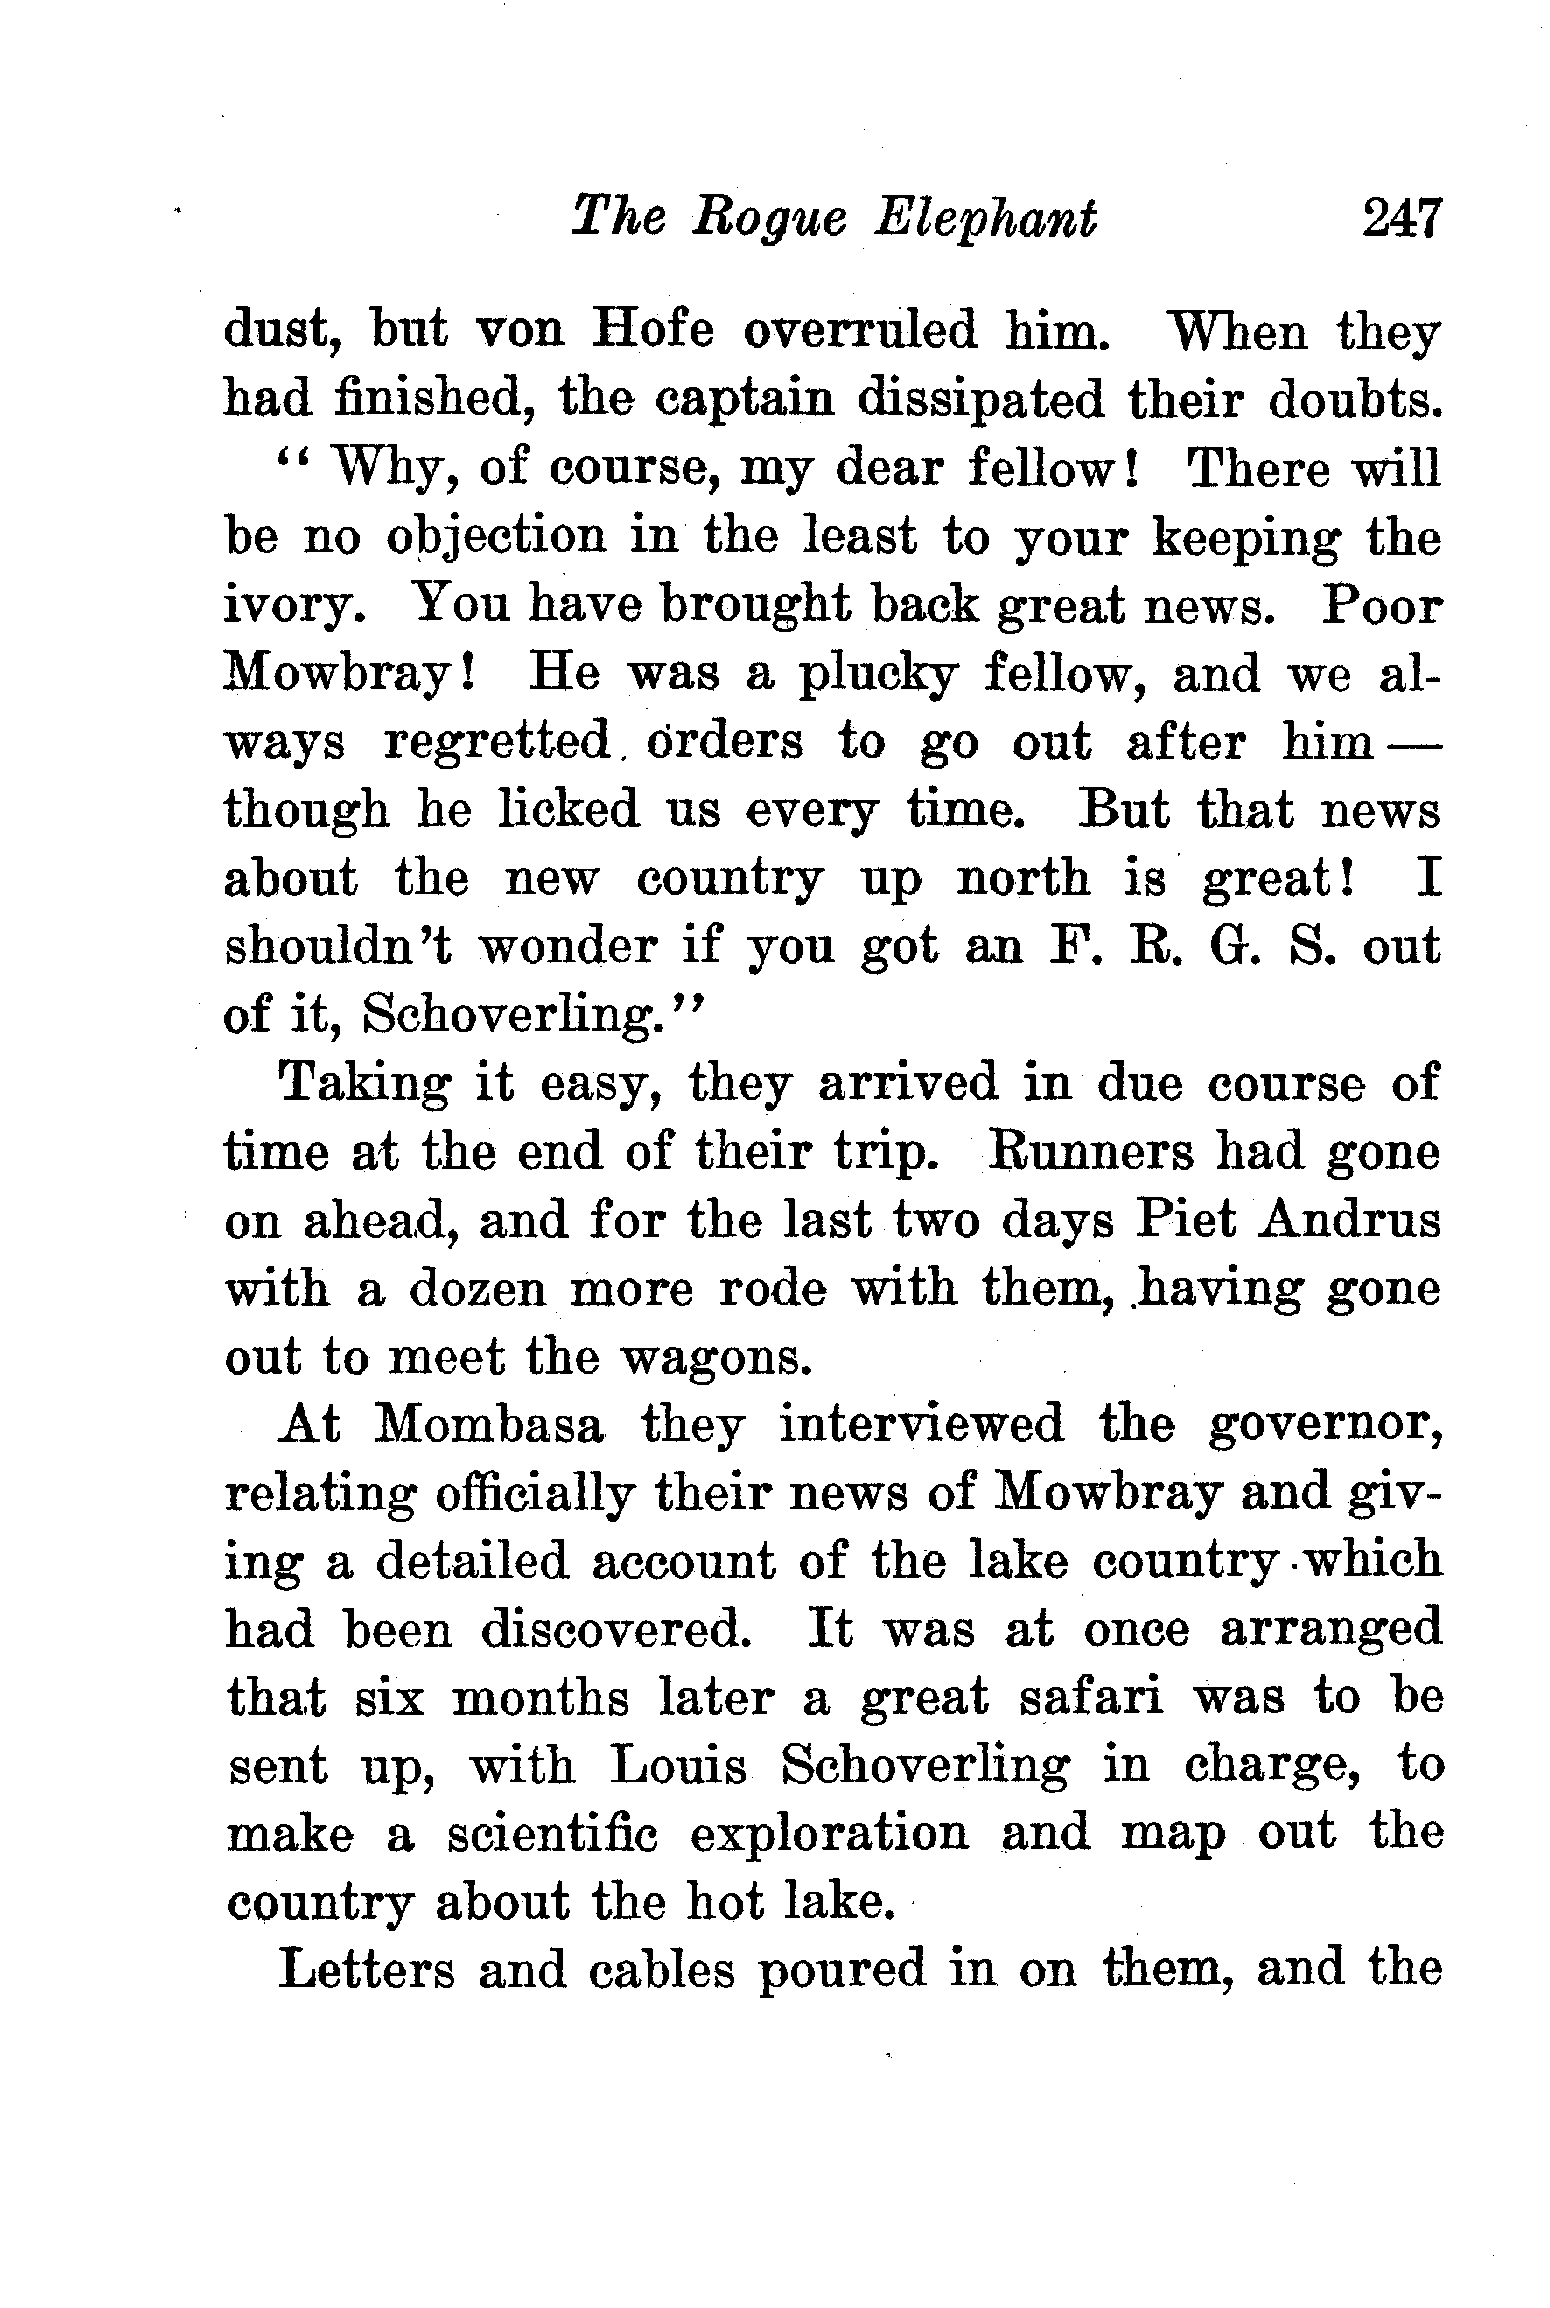 The Rogue Elephant 247
dust, but von Hofe overruled him. When they
had finished, the captain dissipated their doubts.
“Why, of course, my dear fellow! There will
be no objection in the least to your keeping the
ivory. You have brought back great news. Poor
Mowbray! He was a plucky fellow, and we al-
ways regretted orders to go out after him—
though he licked us every time. But that news
about the new country up north is great! I
shouldn't wonder if you got an F. R. G. S. out
of it, Schoverling.”
Taking it easy, they arrived in due course of
time at the end of their trip. Runners had gone
on ahead, and for the last two days Piet Andrus
with a dozen more rode with them, having gone
out to meet the wagons.
At Mombasa they interviewed the governor,
relating officially their news of Mowbray and giv-
ing a detailed account of the lake country which
had been discovered. It was at once arranged
that six months later a great safari was to be
sent up, with Louis Schoverling in charge, to
make a scientific exploration and map out the
country about the hot lake.
Letters and cables poured in on them, and the